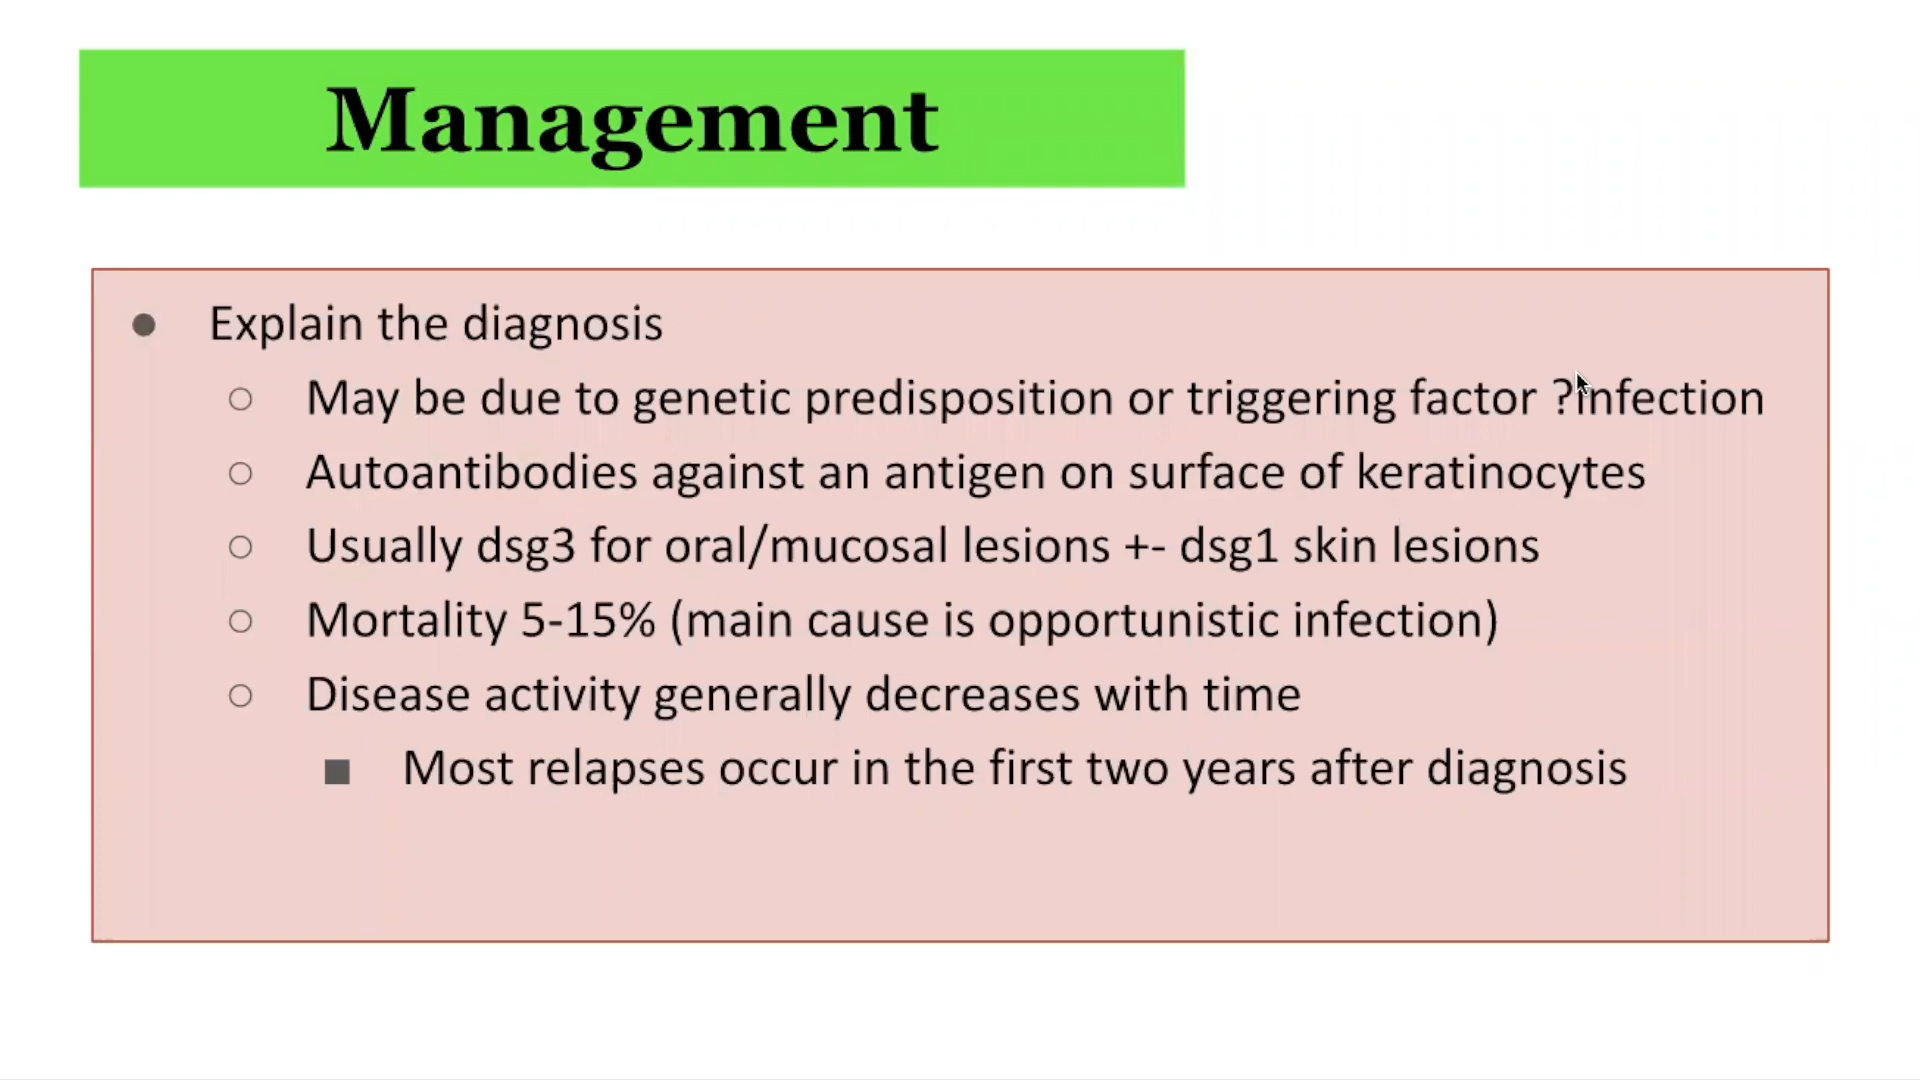 Management
● Explain the diagnosis
○ May be due to genetic predisposition or triggering factor ?infection
○ Autoantibodies against an antigen on surface of keratinocytes
○ Usually dsg3 for oral/mucosal lesions +- dsg1 skin lesions
○ Mortality 5-15% (main cause is opportunistic infection)
○ Disease activity generally decreases with time
■ Most relapses occur in the first two years after diagnosis